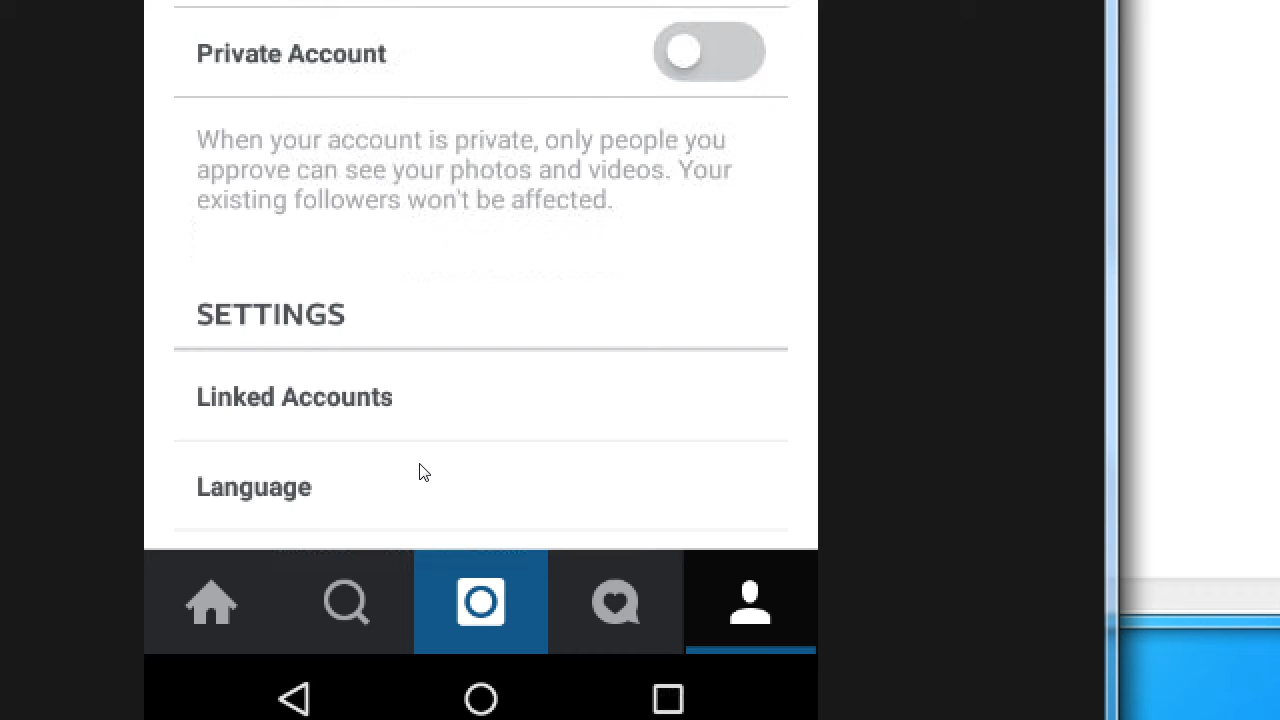 Private Account
When your account is private, only people you
approve can see your photos and videos. Your
existing followers won't be affected.
SETTINGS
Linked Accounts
Language